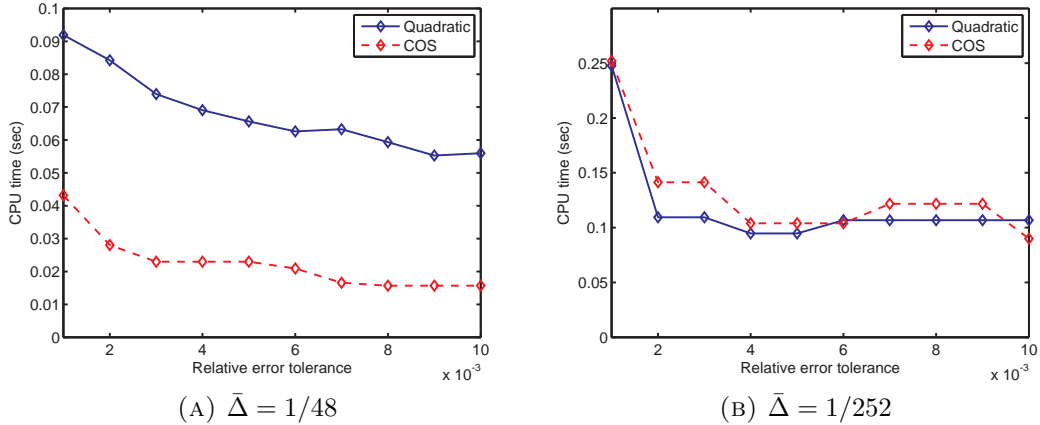 0.1
0.09
0.08
0.07
0.06
0.05
0.04
0.03
0.02
0.01
0
CPU time (sec)
2 4 6 8 10
Relative error tolerance
x 10⁻³
Quadratic
COS
(A) Δ̄ = 1/48
0.25
0.2
0.15
0.1
0.05
0
CPU time (sec)
2 4 6 8 10
Relative error tolerance
x 10⁻³
Quadratic
COS
(B) Δ̄ = 1/252